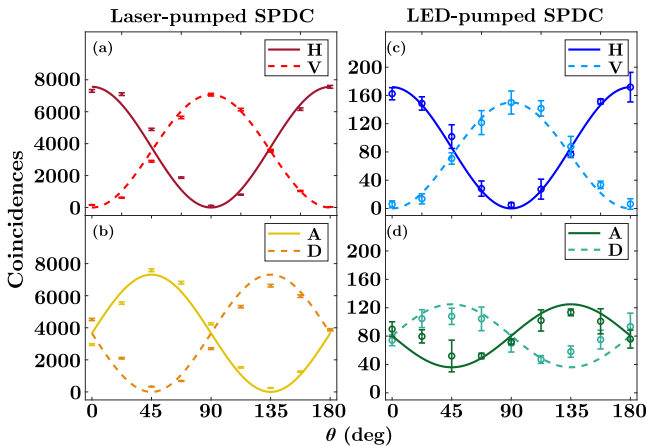 Laser-pumped SPDC
LED-pumped SPDC
(a)
H
V
8000
6000
4000
2000
0
(c)
H
V
200
160
120
80
40
0
(b)
A
D
8000
6000
4000
2000
0
0 45 90 135 180
(d)
A
D
200
160
120
80
40
0
0 45 90 135 180
Coincidences
θ (deg)